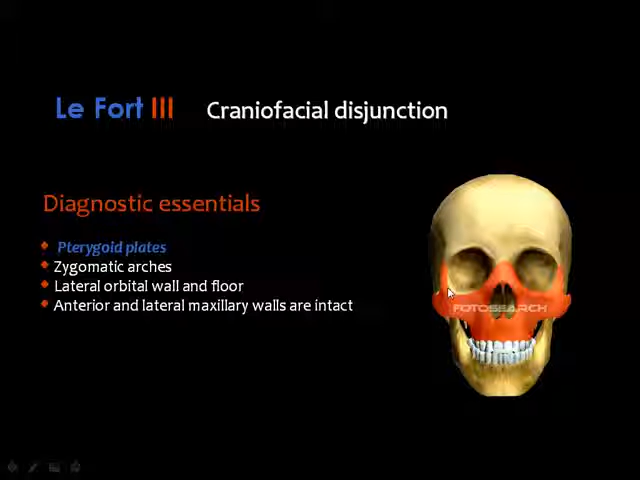 Le Fort III Craniofacial disjunction
Diagnostic essentials
Pterygoid plates
Zygomatic arches
Lateral orbital wall and floor
Anterior and lateral maxillary walls are intact
FOTOSEARCH